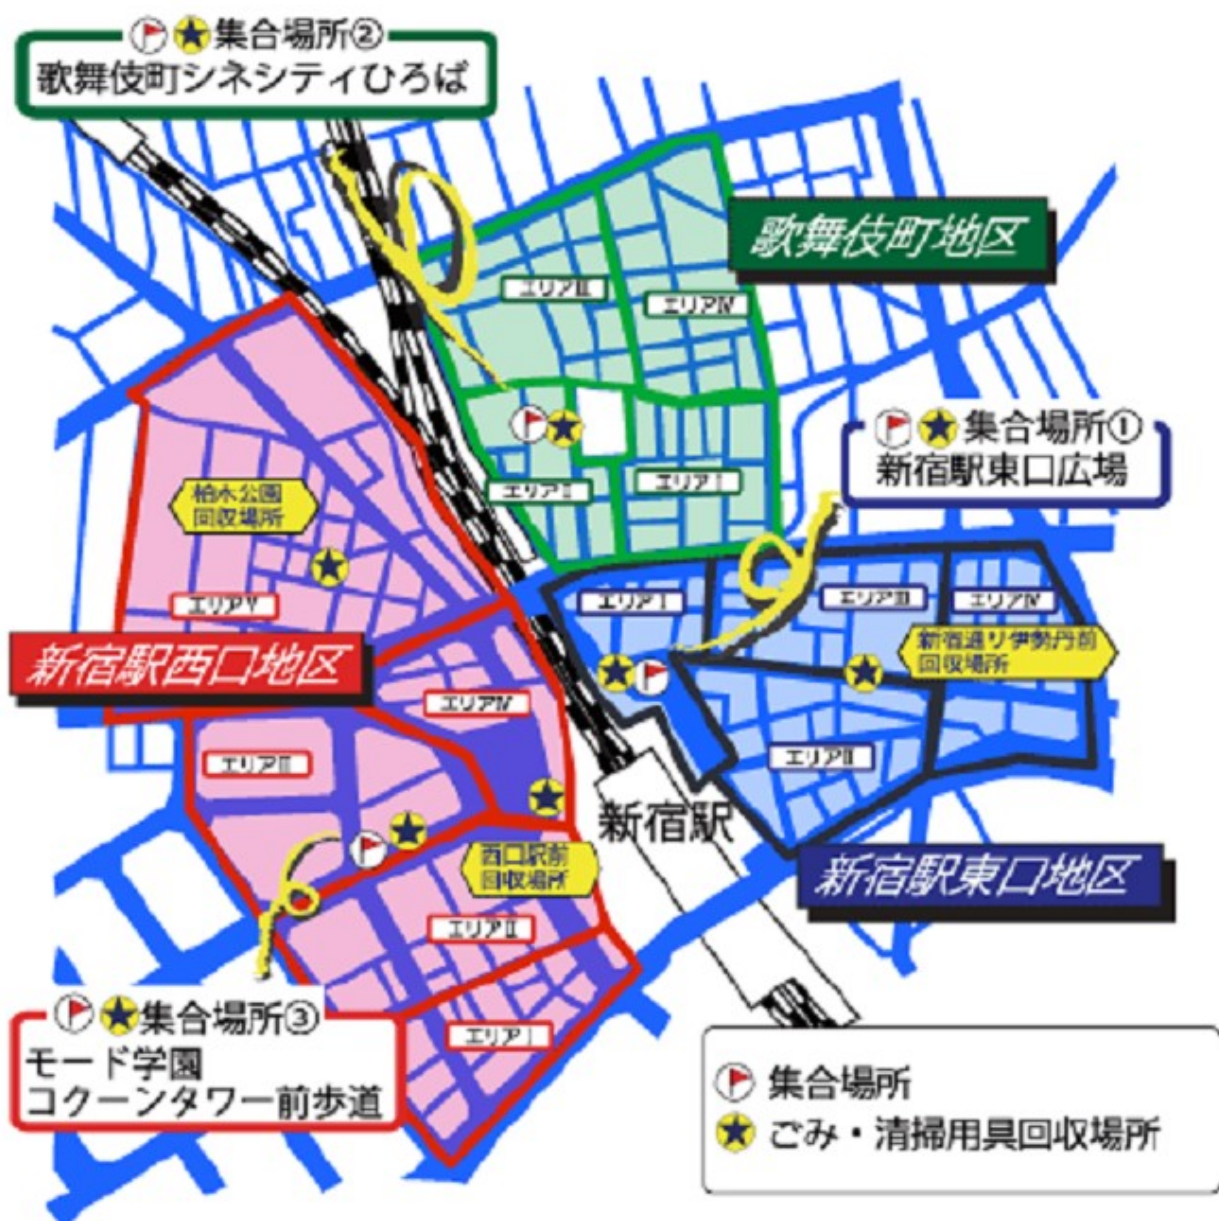 集合場所②
歌舞伎町シネシティひろば
歌舞伎町地区
エリアⅢ
エリアⅣ
集合場所①
新宿駅東口広場
エリアⅡ
エリアⅠ
柏木公園
回収場所
エリアⅤ
エリアⅠ
エリアⅢ
エリアⅣ
新宿通り伊勢丹前
回収場所
新宿駅西口地区
エリアⅣ
エリアⅡ
新宿駅
西口駅前
回収場所
新宿駅東口地区
エリアⅡ
集合場所③
モード学園
コクーンタワー前歩道
エリアⅠ
集合場所
ごみ・清掃用具回収場所